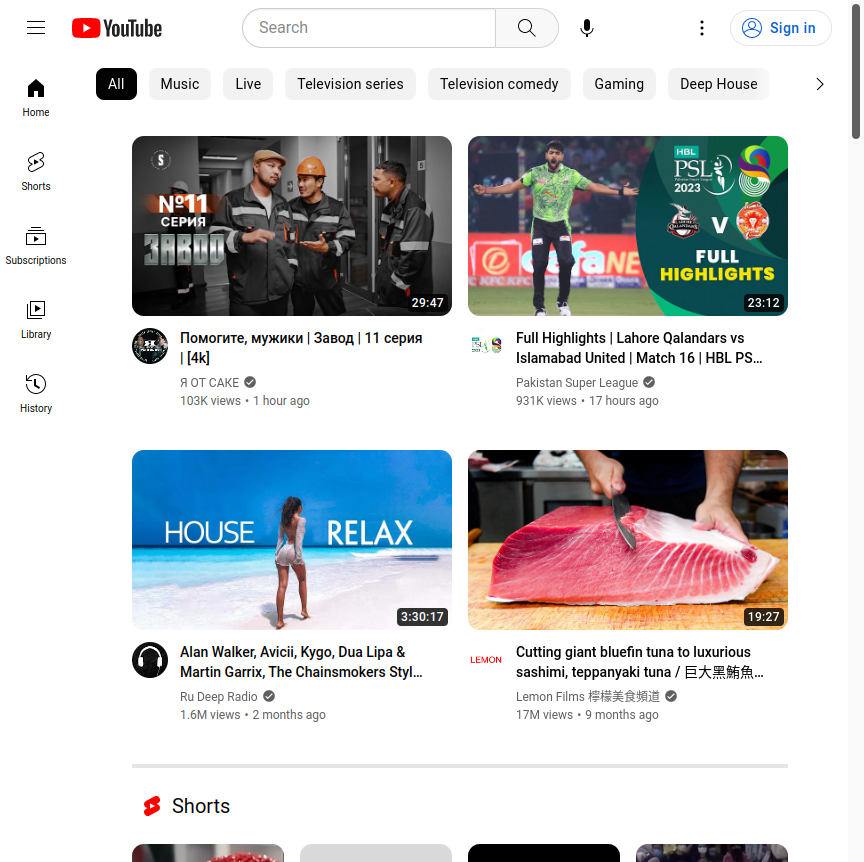 YouTube
Search
Sign in
All
Music
Live
Television series
Television comedy
Gaming
Deep House
Home
Shorts
Subscriptions
Library
History
S
№11
СЕРИЯ
ЗАВОД
29:47
Помогите, мужики | Завод | 11 серия
| [4k]
Я ОТ САКЕ
103K views • 1 hour ago
HBL
PSL
2023
V
FULL
HIGHLIGHTS
KFC
23:12
Full Highlights | Lahore Qalandars vs
Islamabad United | Match 16 | HBL PS…
Pakistan Super League
931K views • 17 hours ago
HOUSE RELAX
3:30:17
Alan Walker, Avicii, Kygo, Dua Lipa &
Martin Garrix, The Chainsmokers Styl…
Ru Deep Radio
1.6M views • 2 months ago
19:27
LEMON
Cutting giant bluefin tuna to luxurious
sashimi, teppanyaki tuna / 巨大黑鮪魚…
Lemon Films 檸檬美食頻道
17M views • 9 months ago
Shorts